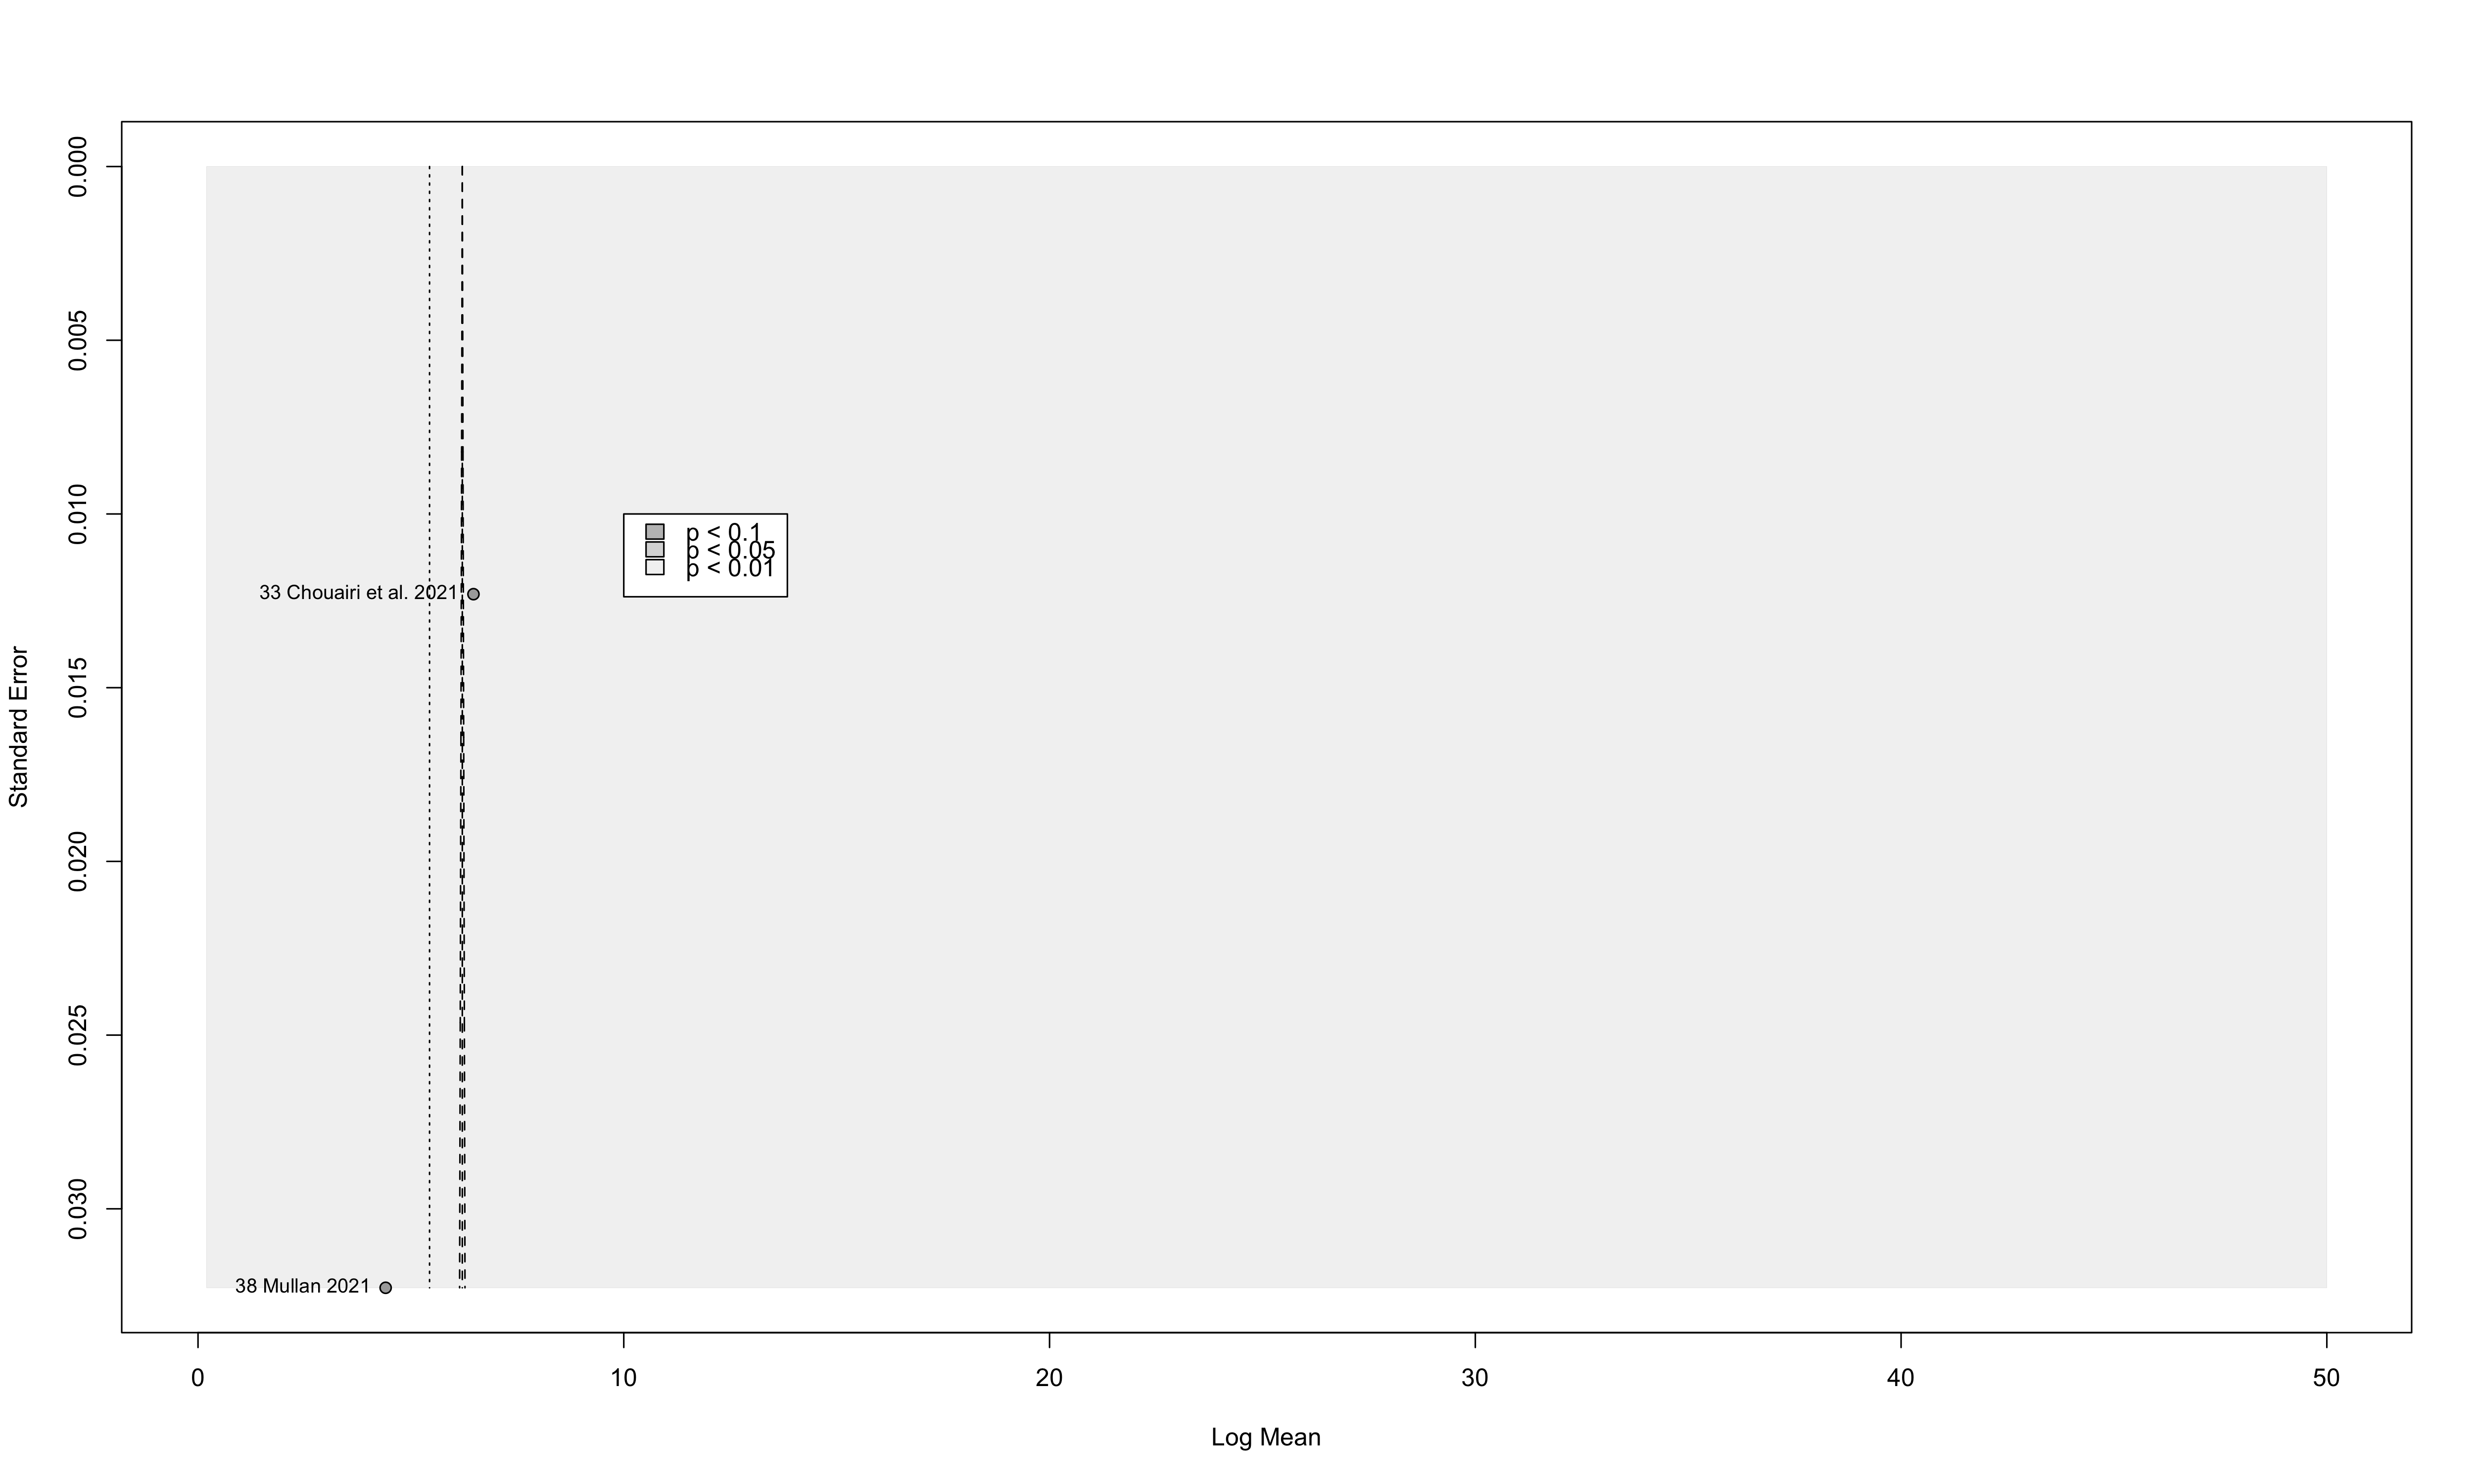 0.000
0.005
0.010
0.015
0.020
0.025
0.030
Standard Error
p < 0.1
p < 0.05
p < 0.01
33 Chouairi et al. 2021
38 Mullan 2021
0
10
20
30
40
50
Log Mean